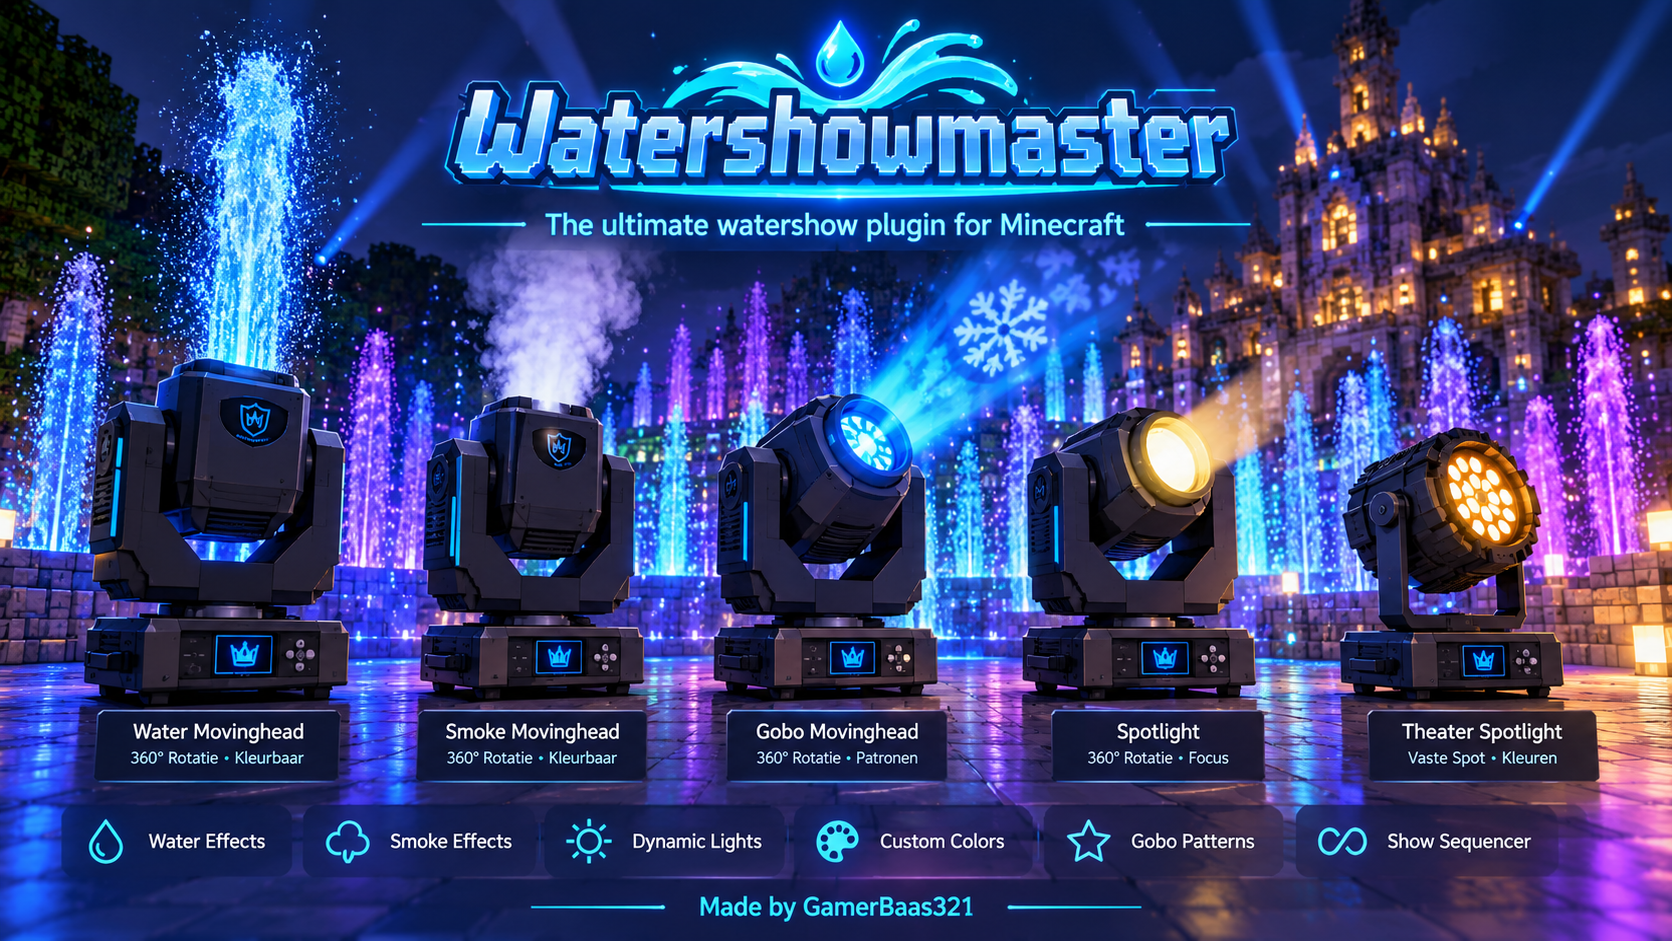 Watershowmaster
The ultimate watershow plugin for Minecraft
Water Movinghead
360° Rotatie • Kleurbaar
Smoke Movinghead
360° Rotatie • Kleurbaar
Gobo Movinghead
360° Rotatie • Patronen
Spotlight
360° Rotatie • Focus
Theater Spotlight
Vaste Spot • Kleuren
Water Effects
Smoke Effects
Dynamic Lights
Custom Colors
Gobo Patterns
Show Sequencer
Made by GamerBaas321